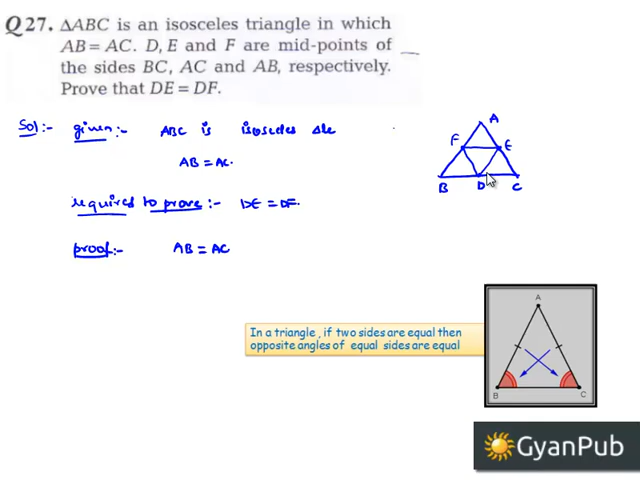 Q 27. ΔABC is an isosceles triangle in which
AB = AC. D, E and F are mid-points of
the sides BC, AC and AB, respectively.
Prove that DE = DF.
Sol:- given:- ABC is isosceles Δle
AB = AC.
required to prove:- DE = DF.
proof:- AB = AC
A
F E
B D C
In a triangle , if two sides are equal then
opposite angles of equal sides are equal
A
B C
GyanPub